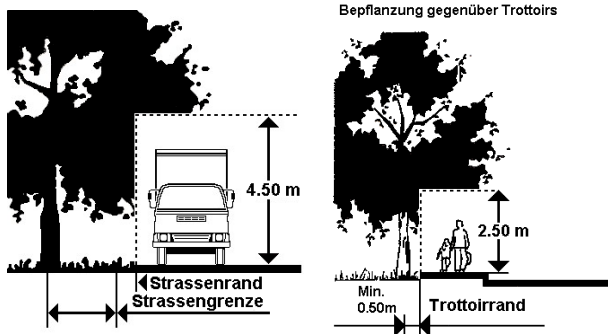 Bepflanzung gegenüber Trottoirs
4.50 m
Strassenrand
Strassengrenze
2.50 m
Min.
0.50m
Trottoirrand